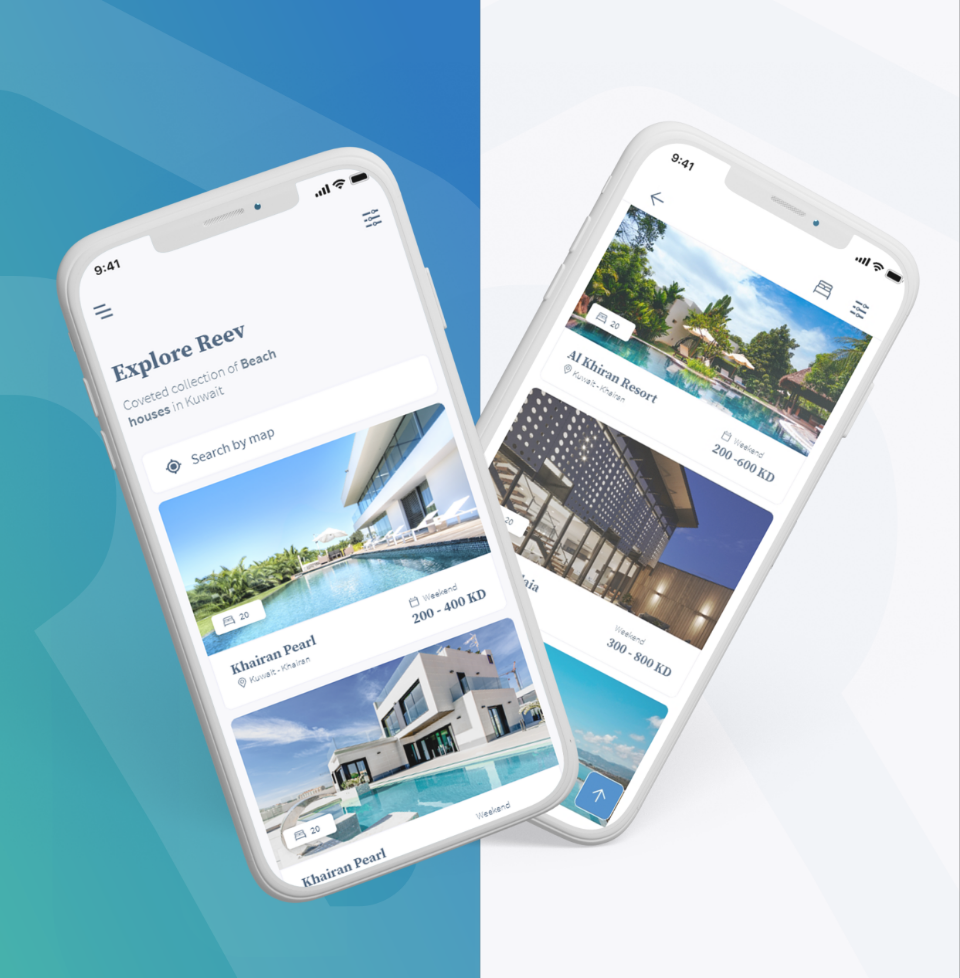 9:41
Explore Reev
Coveted collection of Beach
houses in Kuwait
Search by map
20
Khairan Pearl
Kuwait - Khairan
Weekend
200 - 400 KD
20
Khairan Pearl
Weekend
9:41
20
Al Khiran Resort
Kuwait - Khairan
Weekend
200 -600 KD
20
Weekend
300 - 800 KD